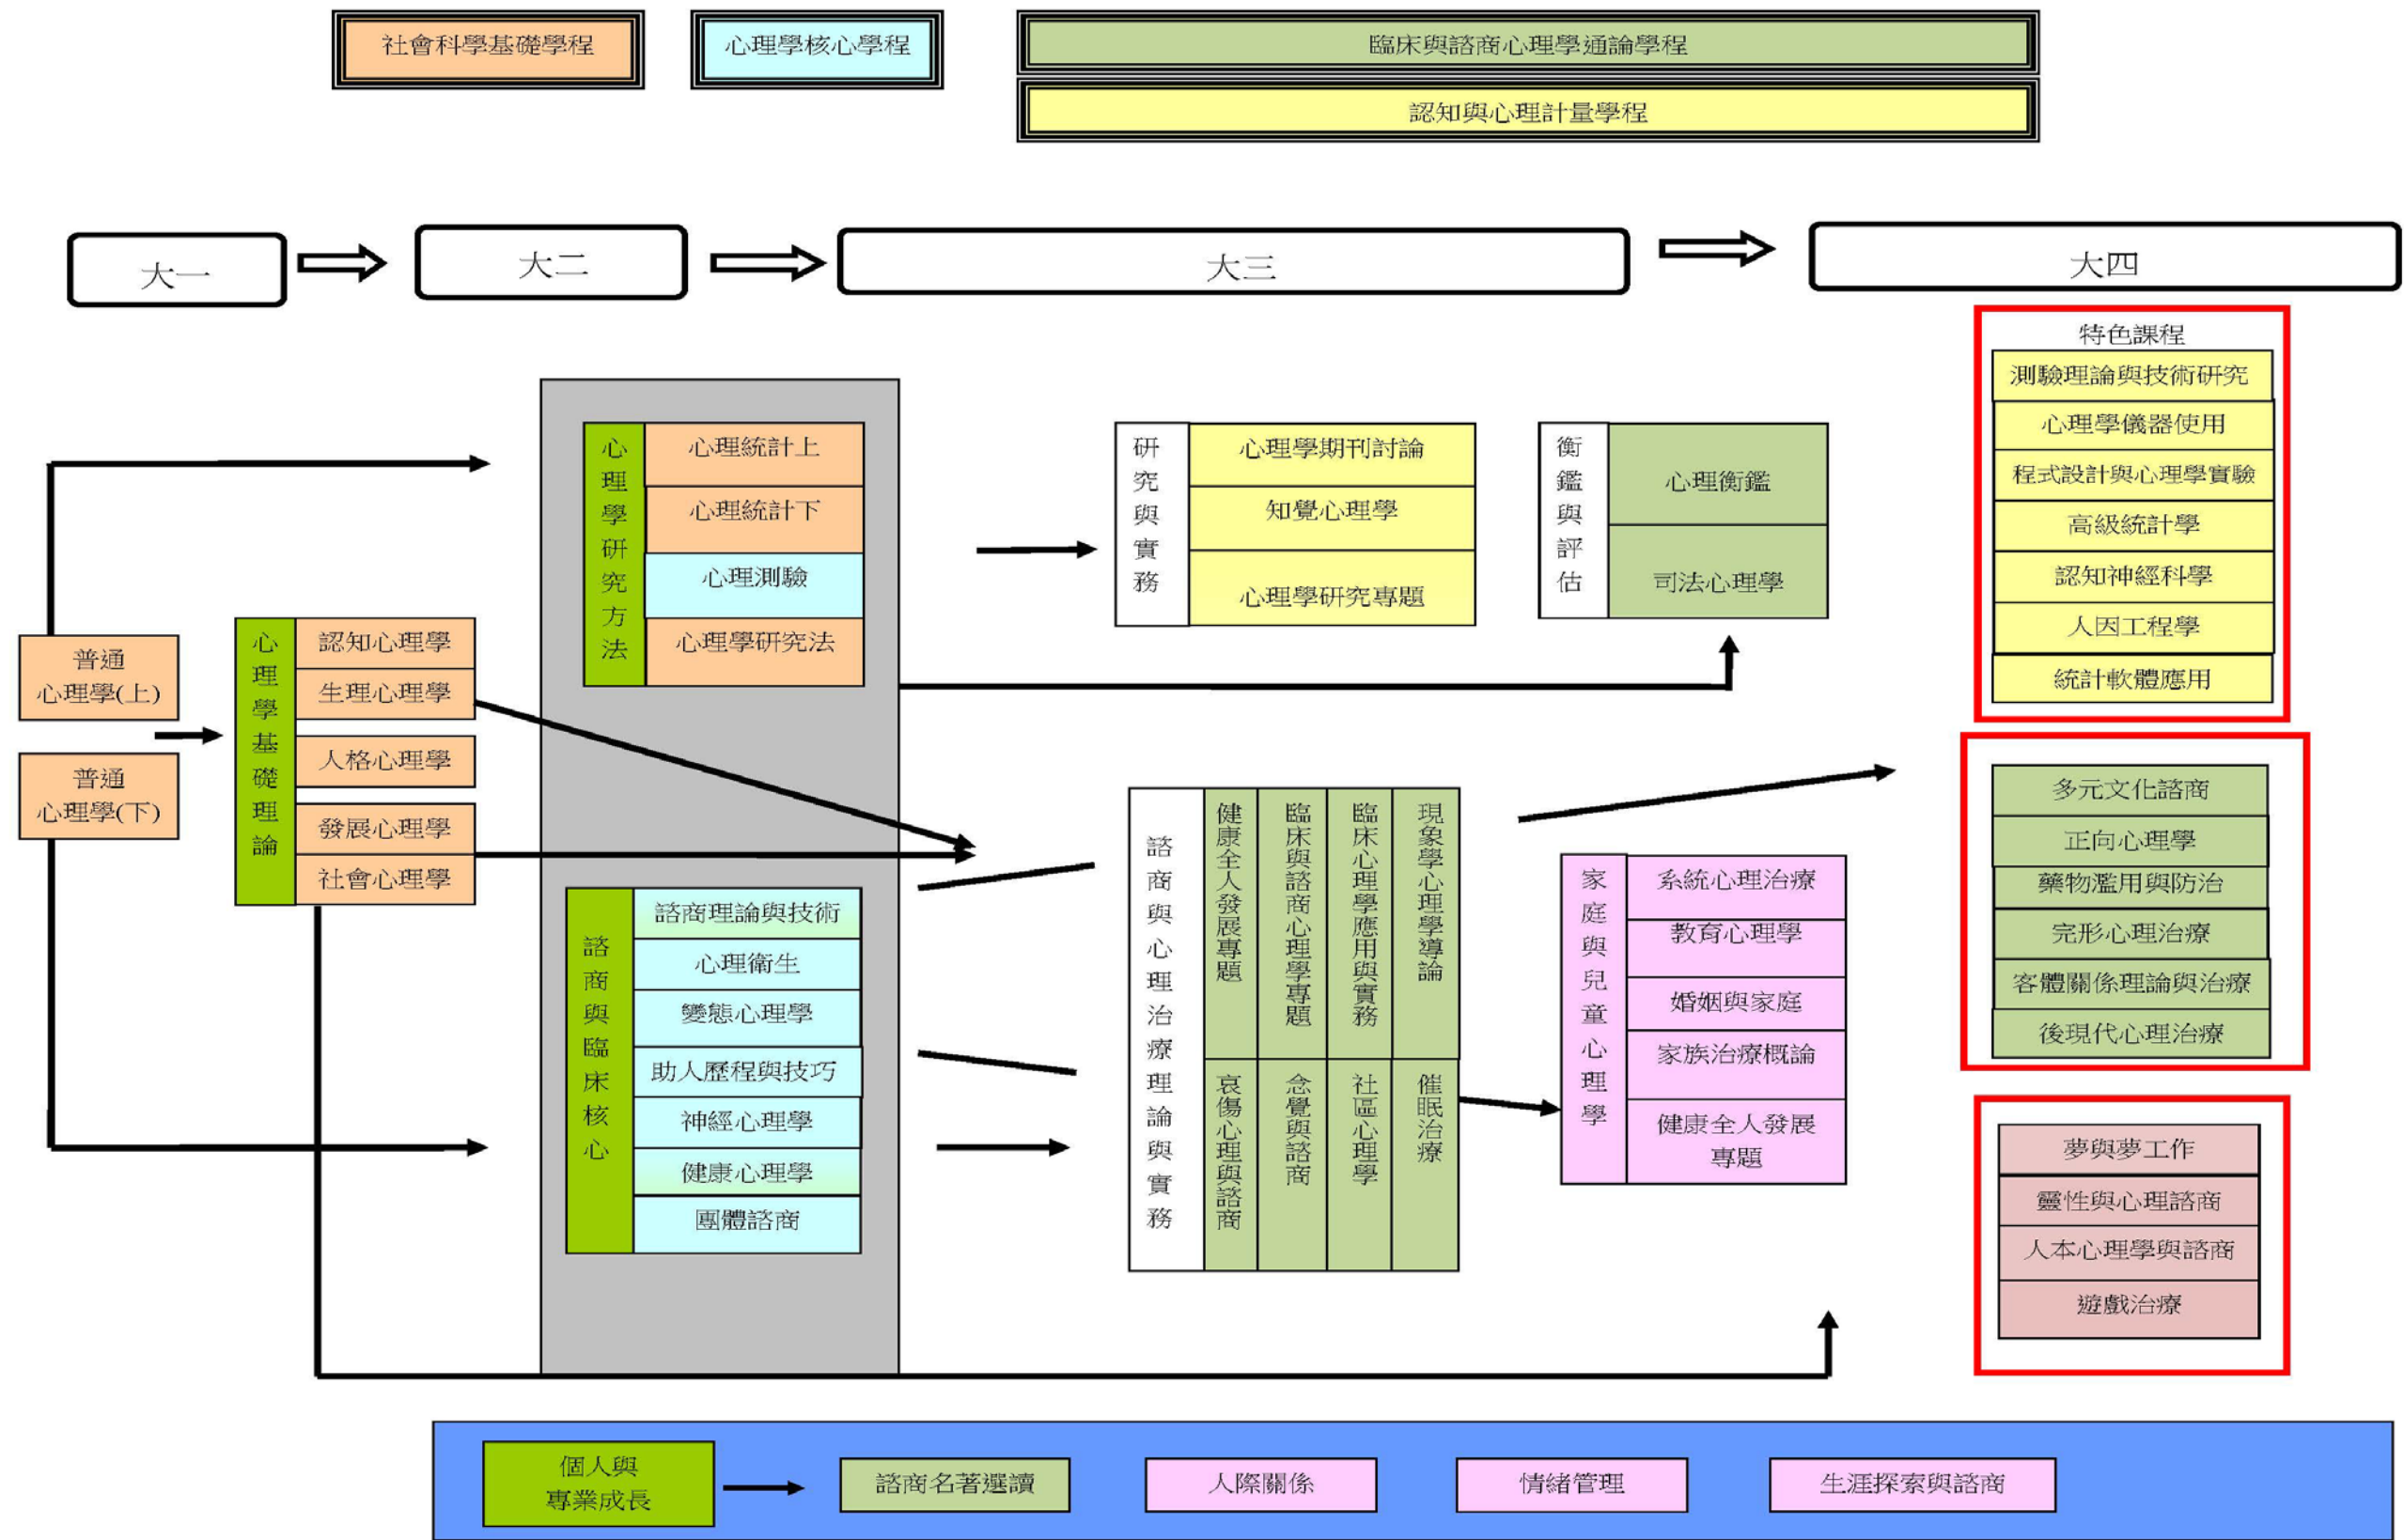 社會科學基礎學程
心理學核心學程
臨床與諮商心理學通論學程
認知與心理計量學程
大一
大二
大三
大四
普通
心理學(上)
普通
心理學(下)
心理學基礎理論
認知心理學
生理心理學
人格心理學
發展心理學
社會心理學
心理學研究方法
心理統計上
心理統計下
心理測驗
心理學研究法
諮商與臨床核心
諮商理論與技術
心理衛生
變態心理學
助人歷程與技巧
神經心理學
健康心理學
團體諮商
研究與實務
心理學期刊討論
知覺心理學
心理學研究專題
衡鑑與評估
心理衡鑑
司法心理學
諮商與心理治療理論與實務
健康全人發展專題
臨床與諮商心理學專題
臨床心理學應用與實務
現象學心理學導論
哀傷心理與諮商
念覺與諮商
社區心理學
催眠治療
家庭與兒童心理學
系統心理治療
教育心理學
婚姻與家庭
家族治療概論
健康全人發展
專題
特色課程
測驗理論與技術研究
心理學儀器使用
程式設計與心理學實驗
高級統計學
認知神經科學
人因工程學
統計軟體應用
多元文化諮商
正向心理學
藥物濫用與防治
完形心理治療
客體關係理論與治療
後現代心理治療
夢與夢工作
靈性與心理諮商
人本心理學與諮商
遊戲治療
個人與
專業成長
諮商名著選讀
人際關係
情緒管理
生涯探索與諮商